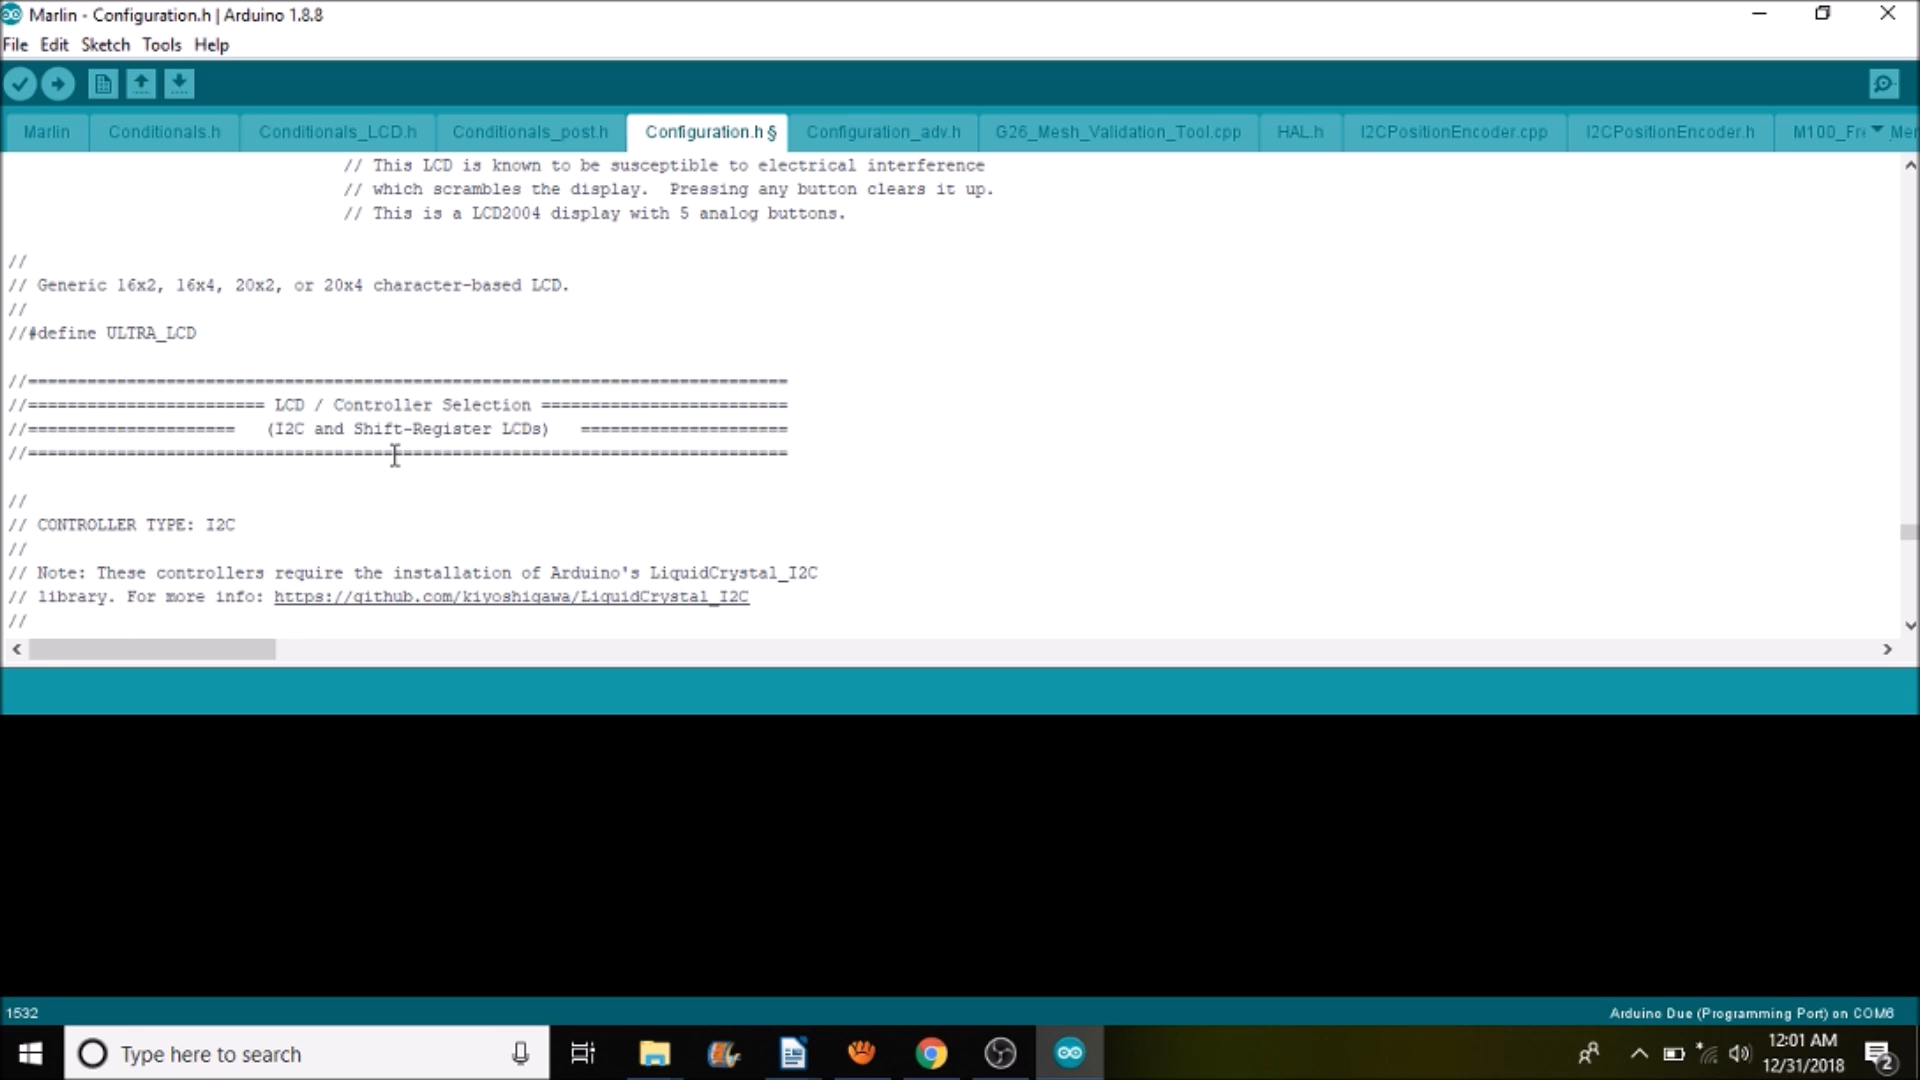 Marlin - Configuration.h | Arduino 1.8.8
File Edit Sketch Tools Help
Marlin Conditionals.h Conditionals_LCD.h Conditionals_post.h Configuration.h § Configuration_adv.h G26_Mesh_Validation_Tool.cpp HAL.h I2CPositionEncoder.cpp I2CPositionEncoder.h M100_Fre Mer
// This LCD is known to be susceptible to electrical interference
// which scrambles the display.  Pressing any button clears it up.
// This is a LCD2004 display with 5 analog buttons.
//
// Generic 16x2, 16x4, 20x2, or 20x4 character-based LCD.
//
//#define ULTRA_LCD
//=============================================================================
//======================== LCD / Controller Selection =========================
//=====================   (I2C and Shift-Register LCDs)   =====================
//=============================================================================
//
// CONTROLLER TYPE: I2C
//
// Note: These controllers require the installation of Arduino's LiquidCrystal_I2C
// library. For more info: https://github.com/kiyoshigawa/LiquidCrystal_I2C
//
1532
Arduino Due (Programming Port) on COM6
Type here to search
12:01 AM
12/31/2018
2